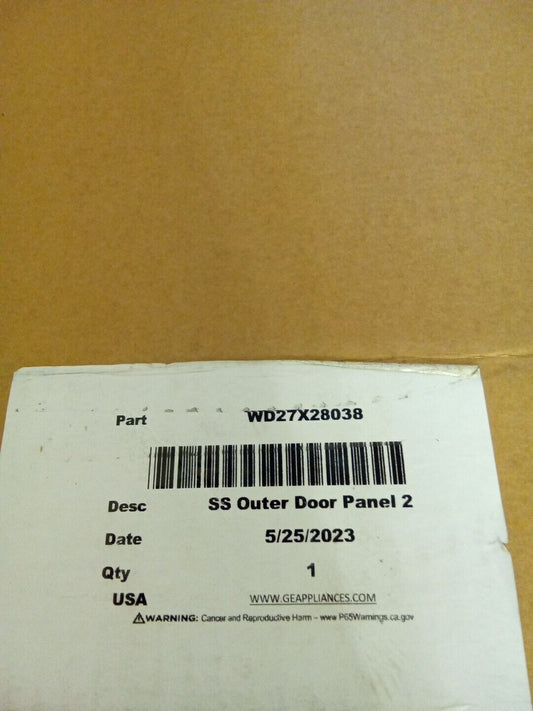 Part WD27X28038
Desc SS Outer Door Panel 2
Date 5/25/2023
Qty 1
USA WWW.GEAPPLIANCES.COM
⚠WARNING: Cancer and Reproductive Harm – www.P65Warnings.ca.gov